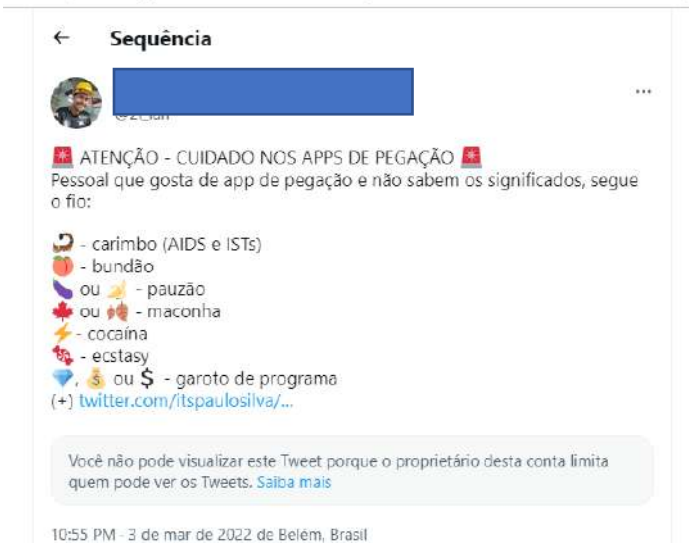 ← Sequência
...
🚨 ATENÇÃO - CUIDADO NOS APPS DE PEGAÇÃO 🚨
Pessoal que gosta de app de pegação e não sabem os significados, segue
o fio:
🦂 - carimbo (AIDS e ISTs)
🍑 - bundão
🍆 ou 🍌 - pauzão
🍁 ou 🍂 - maconha
⚡ - cocaína
🍬 - ecstasy
💎, 💰 ou $ - garoto de programa
(+) twitter.com/itspaulosilva/...
Você não pode visualizar este Tweet porque o proprietário desta conta limita
quem pode ver os Tweets. Saiba mais
10:55 PM · 3 de mar de 2022 de Belém, Brasil